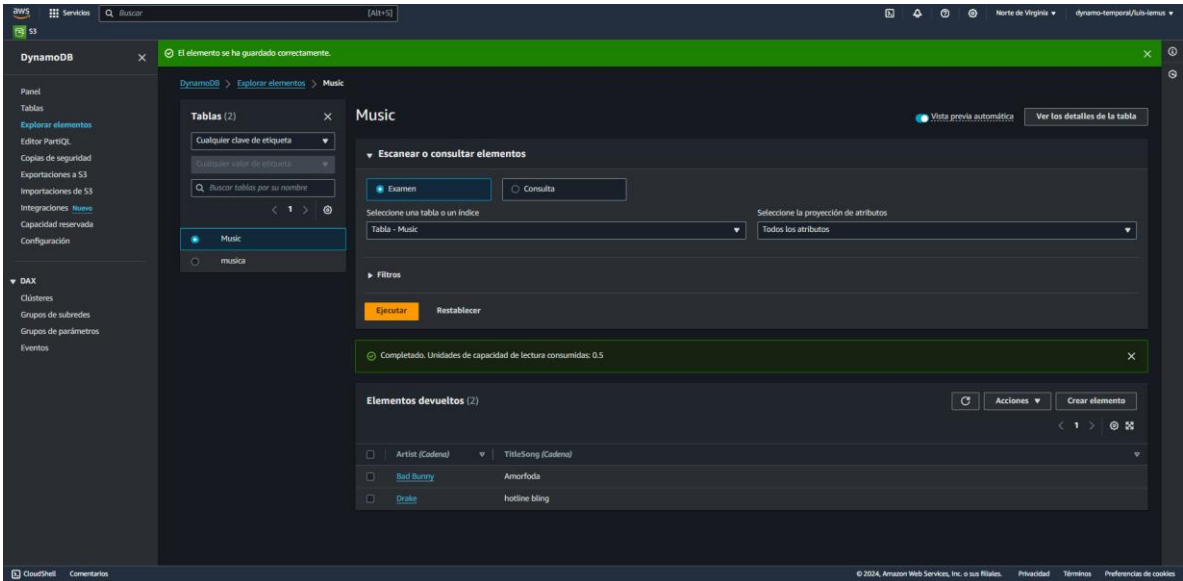 aws Servicios Buscar [Alt+S] Norte de Virginia dynamo-temporal/luis-lemus
S3
DynamoDB
Panel
Tablas
Explorar elementos
Editor PartiQL
Copias de seguridad
Exportaciones a S3
Importaciones de S3
Integraciones Nuevo
Capacidad reservada
Configuración
DAX
Clústeres
Grupos de subredes
Grupos de parámetros
Eventos
El elemento se ha guardado correctamente.
DynamoDB > Explorar elementos > Music
Tablas (2)
Cualquier clave de etiqueta
Cualquier valor de etiqueta
Buscar tablas por su nombre
1
Music
musica
Music
Vista previa automática
Ver los detalles de la tabla
Escanear o consultar elementos
Examen
Consulta
Seleccione una tabla o un índice
Tabla - Music
Seleccione la proyección de atributos
Todos los atributos
Filtros
Ejecutar Restablecer
Completado. Unidades de capacidad de lectura consumidas: 0.5
Elementos devueltos (2)
Acciones
Crear elemento
1
Artist (Cadena) TitleSong (Cadena)
Bad Bunny Amorfoda
Drake hotline bling
CloudShell Comentarios © 2024, Amazon Web Services, Inc. o sus filiales. Privacidad Términos Preferencias de cookies